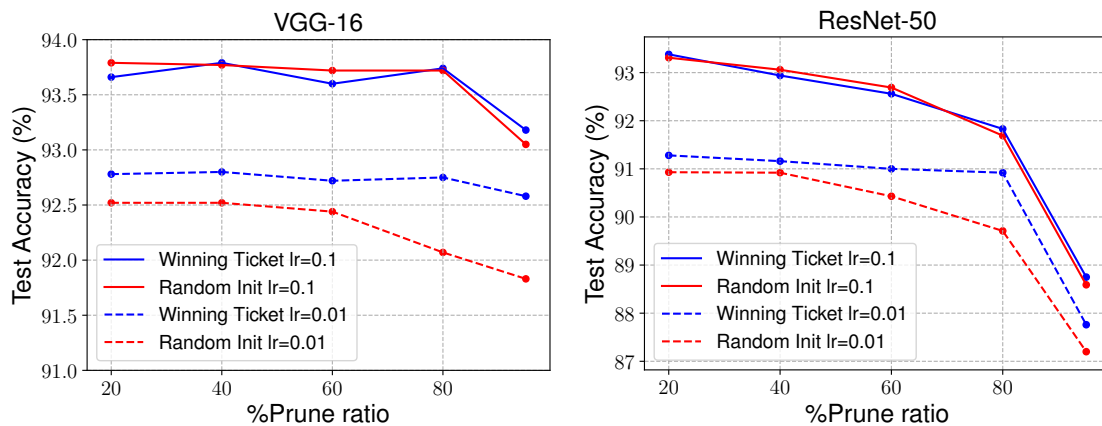 VGG-16
Test Accuracy (%)
94.0
93.5
93.0
92.5
92.0
91.5
91.0
Winning Ticket lr=0.1
Random Init lr=0.1
Winning Ticket lr=0.01
Random Init lr=0.01
20 40 60 80
%Prune ratio
ResNet-50
Test Accuracy (%)
93
92
91
90
89
88
87
Winning Ticket lr=0.1
Random Init lr=0.1
Winning Ticket lr=0.01
Random Init lr=0.01
20 40 60 80
%Prune ratio